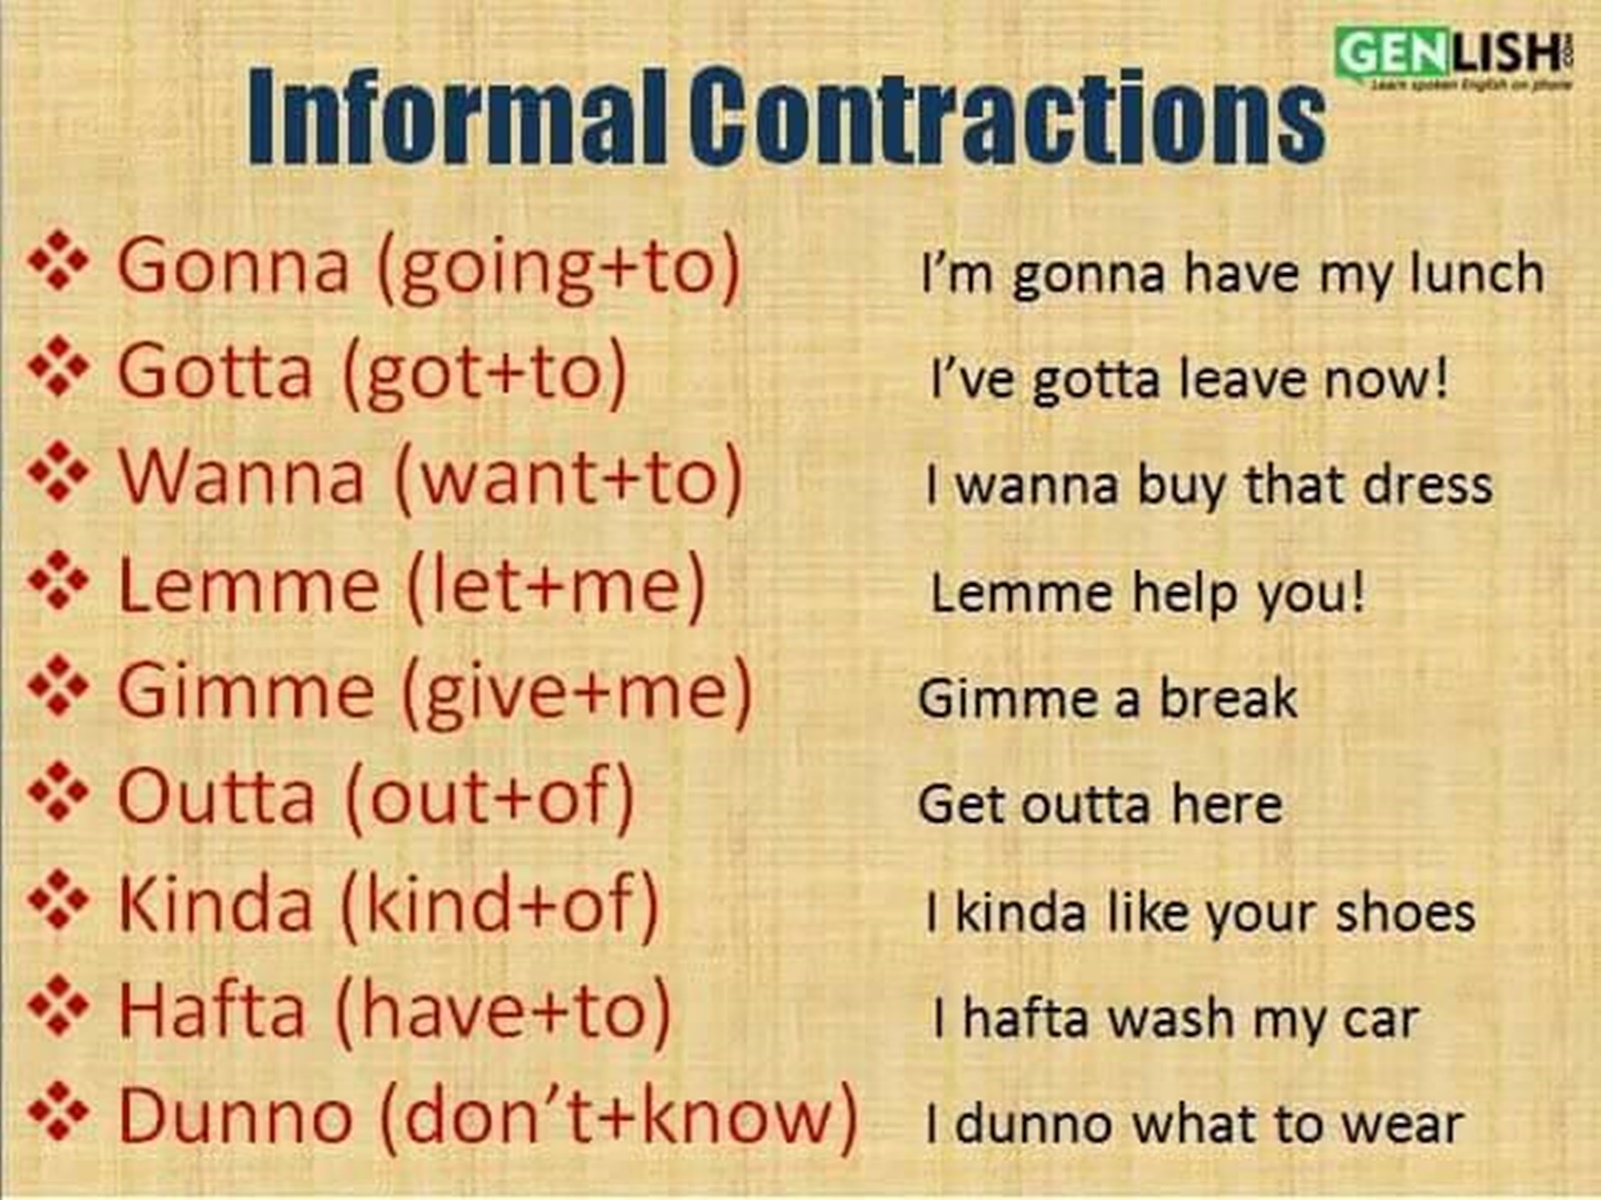 GENLISH.COM
Learn spoken English on phone
Informal Contractions
❖ Gonna (going+to) I’m gonna have my lunch
❖ Gotta (got+to) I’ve gotta leave now!
❖ Wanna (want+to) I wanna buy that dress
❖ Lemme (let+me) Lemme help you!
❖ Gimme (give+me) Gimme a break
❖ Outta (out+of) Get outta here
❖ Kinda (kind+of) I kinda like your shoes
❖ Hafta (have+to) I hafta wash my car
❖ Dunno (don’t+know) I dunno what to wear